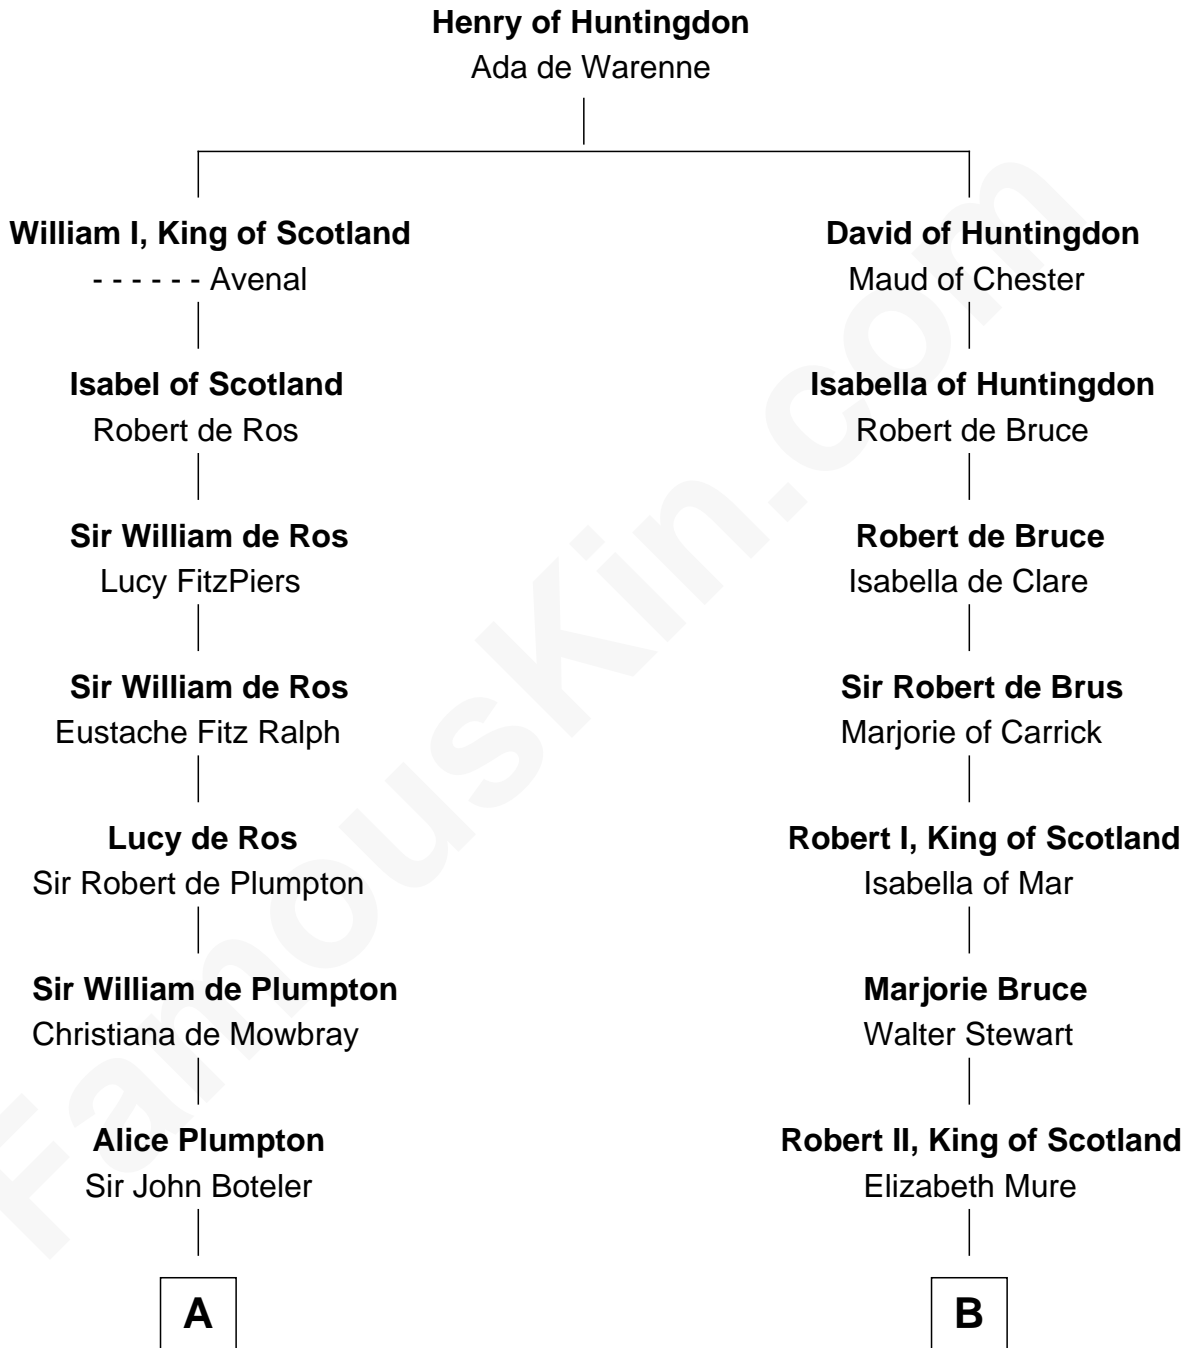 Henry of Huntingdon
Ada de Warenne
William I, King of Scotland
- - - - - - Avenal
Isabel of Scotland
Robert de Ros
Sir William de Ros
Lucy FitzPiers
Sir William de Ros
Eustache Fitz Ralph
Lucy de Ros
Sir Robert de Plumpton
Sir William de Plumpton
Christiana de Mowbray
Alice Plumpton
Sir John Boteler
A
David of Huntingdon
Maud of Chester
Isabella of Huntingdon
Robert de Bruce
Robert de Bruce
Isabella de Clare
Sir Robert de Brus
Marjorie of Carrick
Robert I, King of Scotland
Isabella of Mar
Marjorie Bruce
Walter Stewart
Robert II, King of Scotland
Elizabeth Mure
B
FamousKin.com